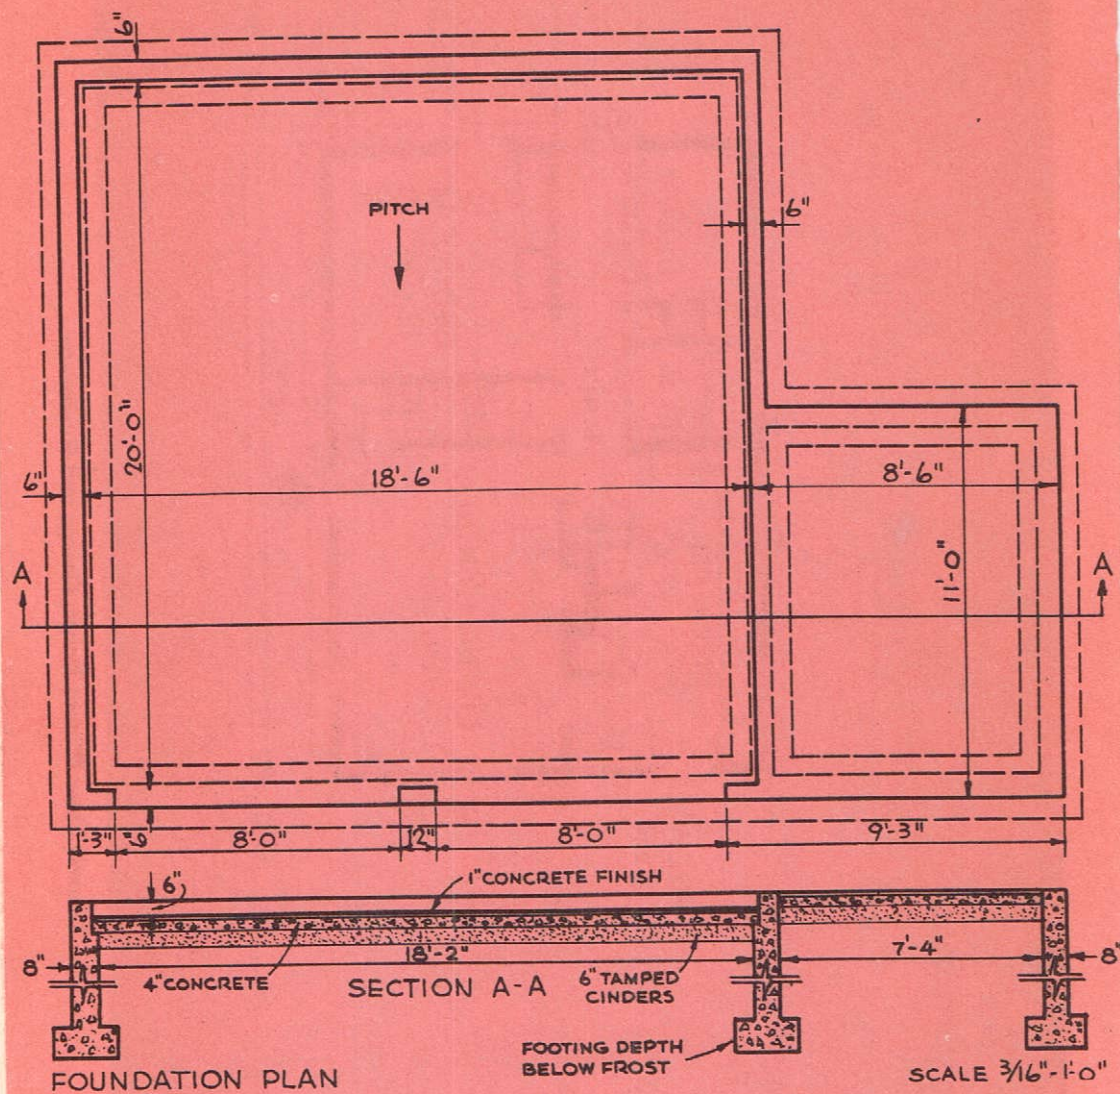 6"
PITCH
6"
20'-0"
6"
18'-6"
8'-6"
11'-0"
A
A
1'-3"
6"
8'-0"
12"
8'-0"
9'-3"
6"
1" CONCRETE FINISH
8"
18'-2"
7'-4"
8"
4" CONCRETE
SECTION A-A
6" TAMPED
CINDERS
FOOTING DEPTH
BELOW FROST
FOUNDATION PLAN
SCALE 3/16"-1'-0"